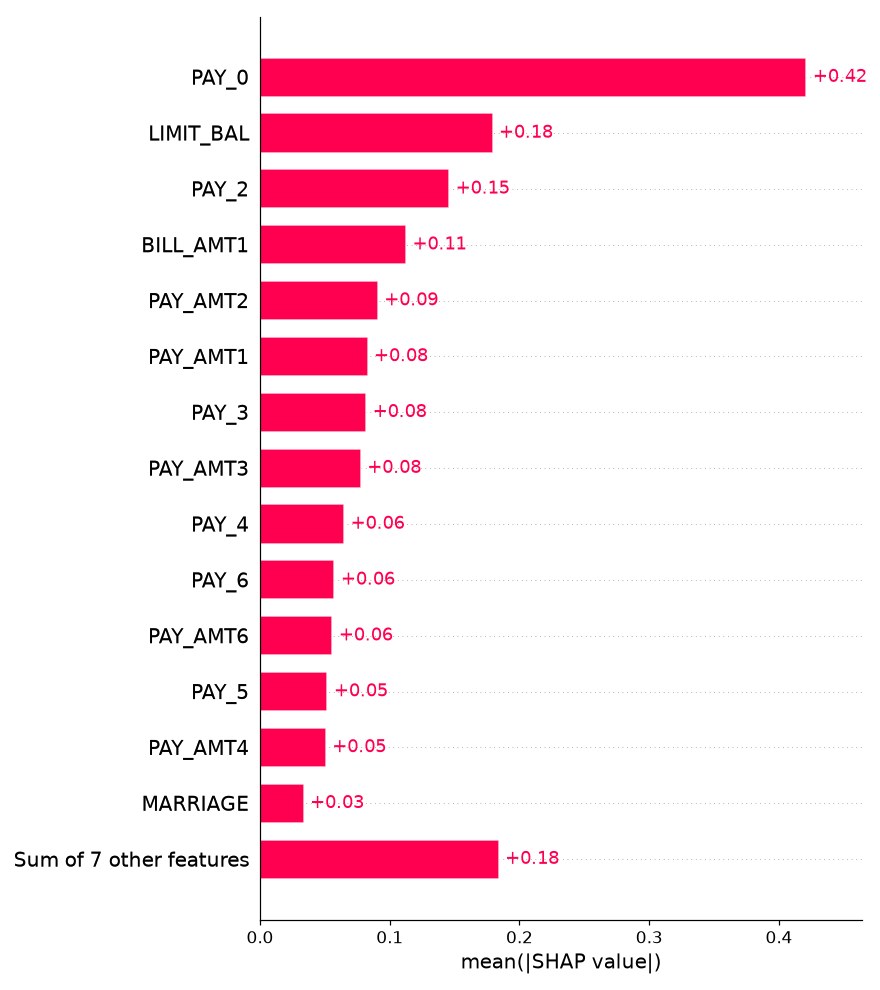 PAY_0 +0.42
LIMIT_BAL +0.18
PAY_2 +0.15
BILL_AMT1 +0.11
PAY_AMT2 +0.09
PAY_AMT1 +0.08
PAY_3 +0.08
PAY_AMT3 +0.08
PAY_4 +0.06
PAY_6 +0.06
PAY_AMT6 +0.06
PAY_5 +0.05
PAY_AMT4 +0.05
MARRIAGE +0.03
Sum of 7 other features +0.18
0.0 0.1 0.2 0.3 0.4
mean(|SHAP value|)